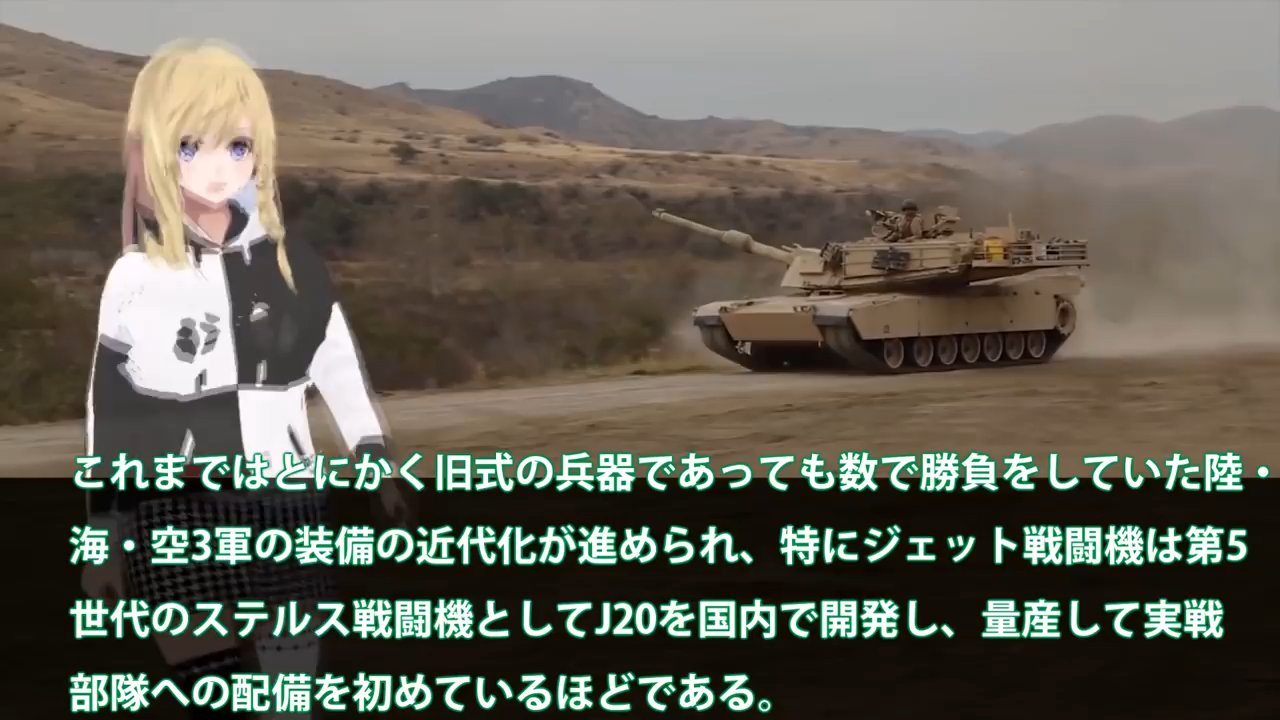 これまではとにかく旧式の兵器であっても数で勝負をしていた陸・
海・空3軍の装備の近代化が進められ、特にジェット戦闘機は第5
世代のステルス戦闘機としてJ20を国内で開発し、量産して実戦
部隊への配備を初めているほどである。